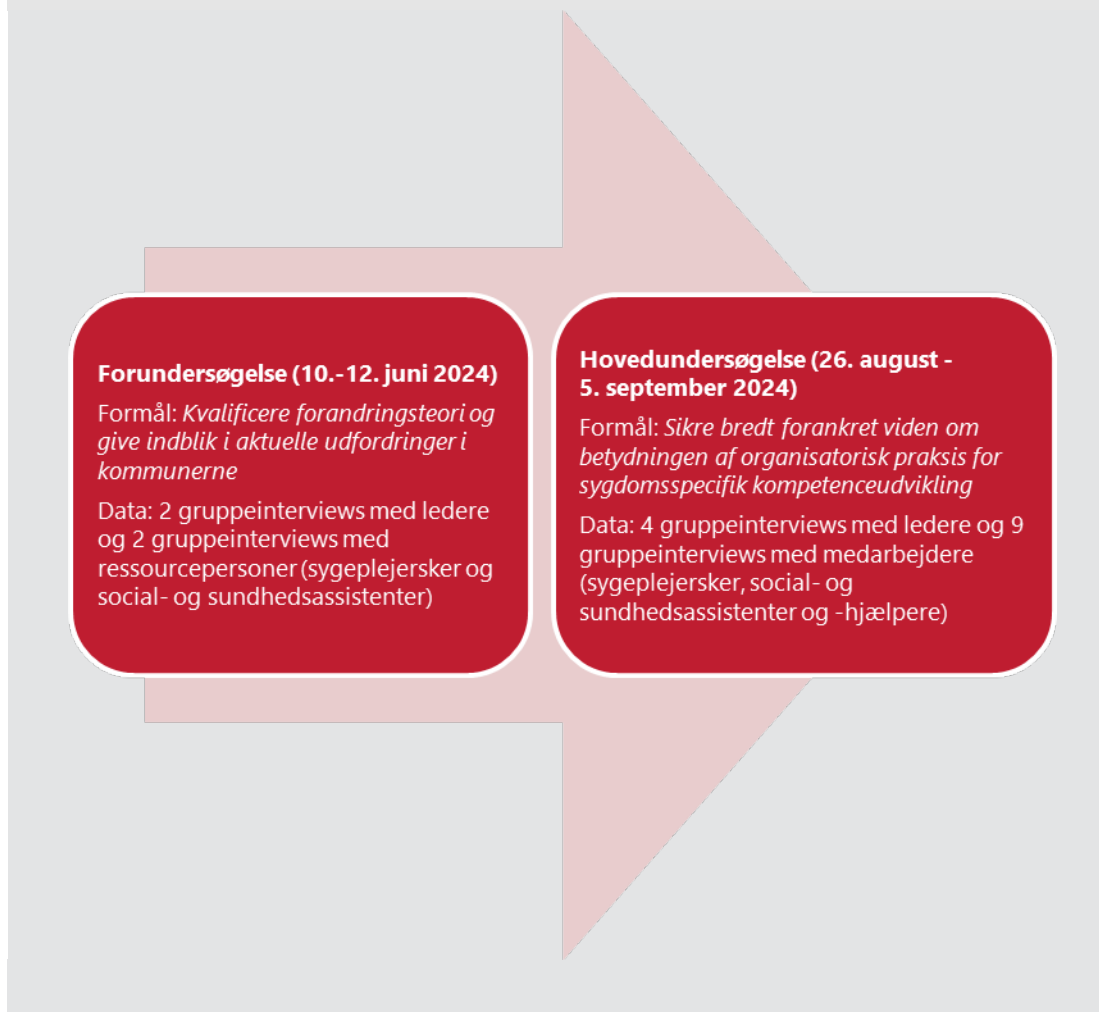 Forundersøgelse (10.-12. juni 2024)
Formål: Kvalificere forandringsteori og
give indblik i aktuelle udfordringer i
kommunerne
Data: 2 gruppeinterviews med ledere
og 2 gruppeinterviews med
ressourcepersoner (sygeplejersker og
social- og sundhedsassistenter)
Hovedundersøgelse (26. august -
5. september 2024)
Formål: Sikre bredt forankret viden om
betydningen af organisatorisk praksis for
sygdomsspecifik kompetenceudvikling
Data: 4 gruppeinterviews med ledere og 9
gruppeinterviews med medarbejdere
(sygeplejersker, social- og
sundhedsassistenter og -hjælpere)